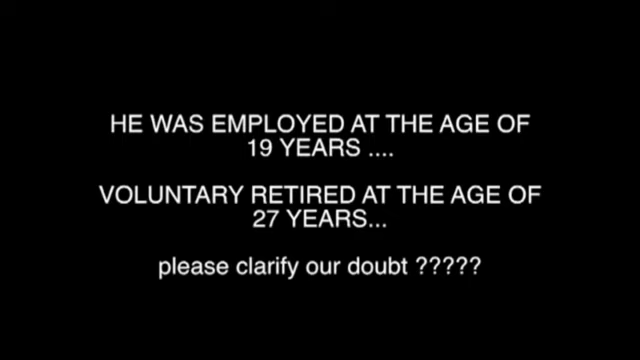 HE WAS EMPLOYED AT THE AGE OF
19 YEARS ....
VOLUNTARY RETIRED AT THE AGE OF
27 YEARS...
please clarify our doubt ?????